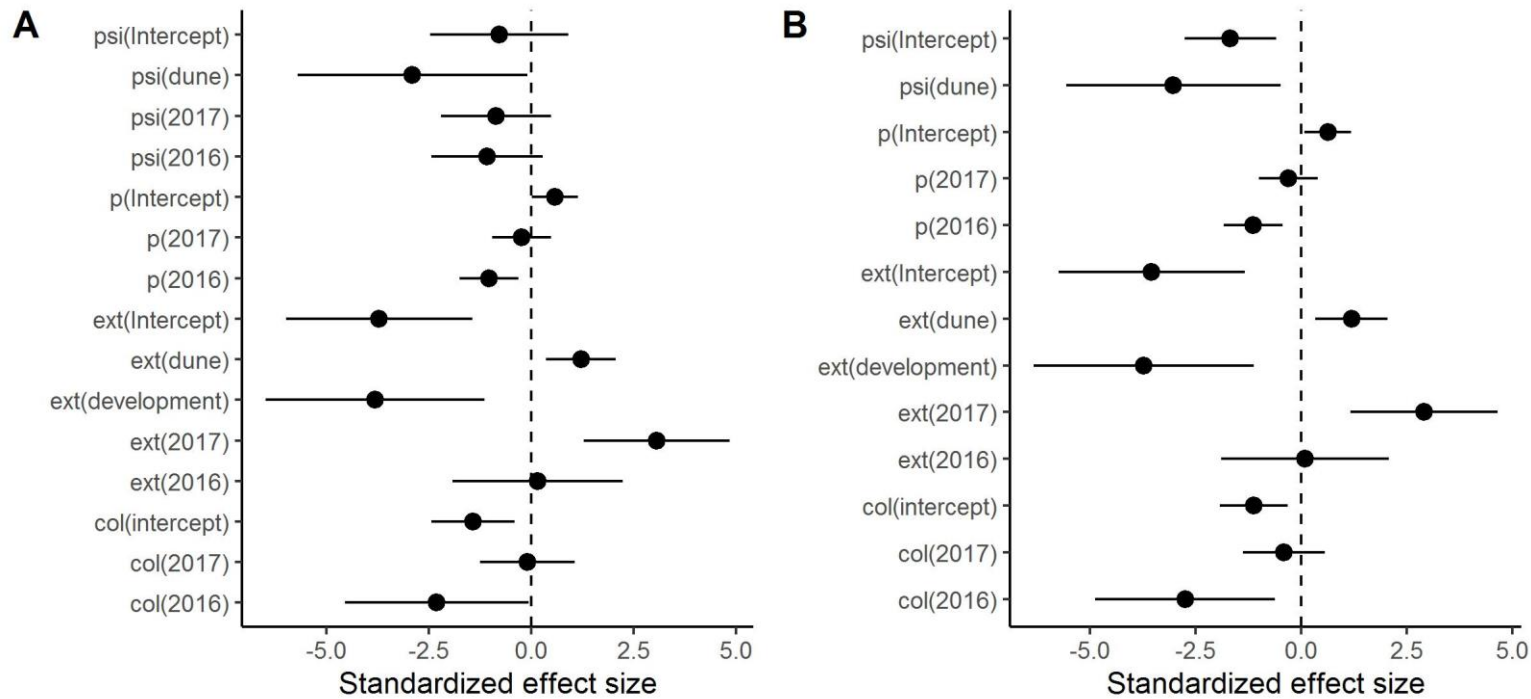 A
psi(Intercept)
psi(dune)
psi(2017)
psi(2016)
p(Intercept)
p(2017)
p(2016)
ext(Intercept)
ext(dune)
ext(development)
ext(2017)
ext(2016)
col(intercept)
col(2017)
col(2016)
-5.0 -2.5 0.0 2.5 5.0
Standardized effect size
B
psi(Intercept)
psi(dune)
p(Intercept)
p(2017)
p(2016)
ext(Intercept)
ext(dune)
ext(development)
ext(2017)
ext(2016)
col(intercept)
col(2017)
col(2016)
-5.0 -2.5 0.0 2.5 5.0
Standardized effect size